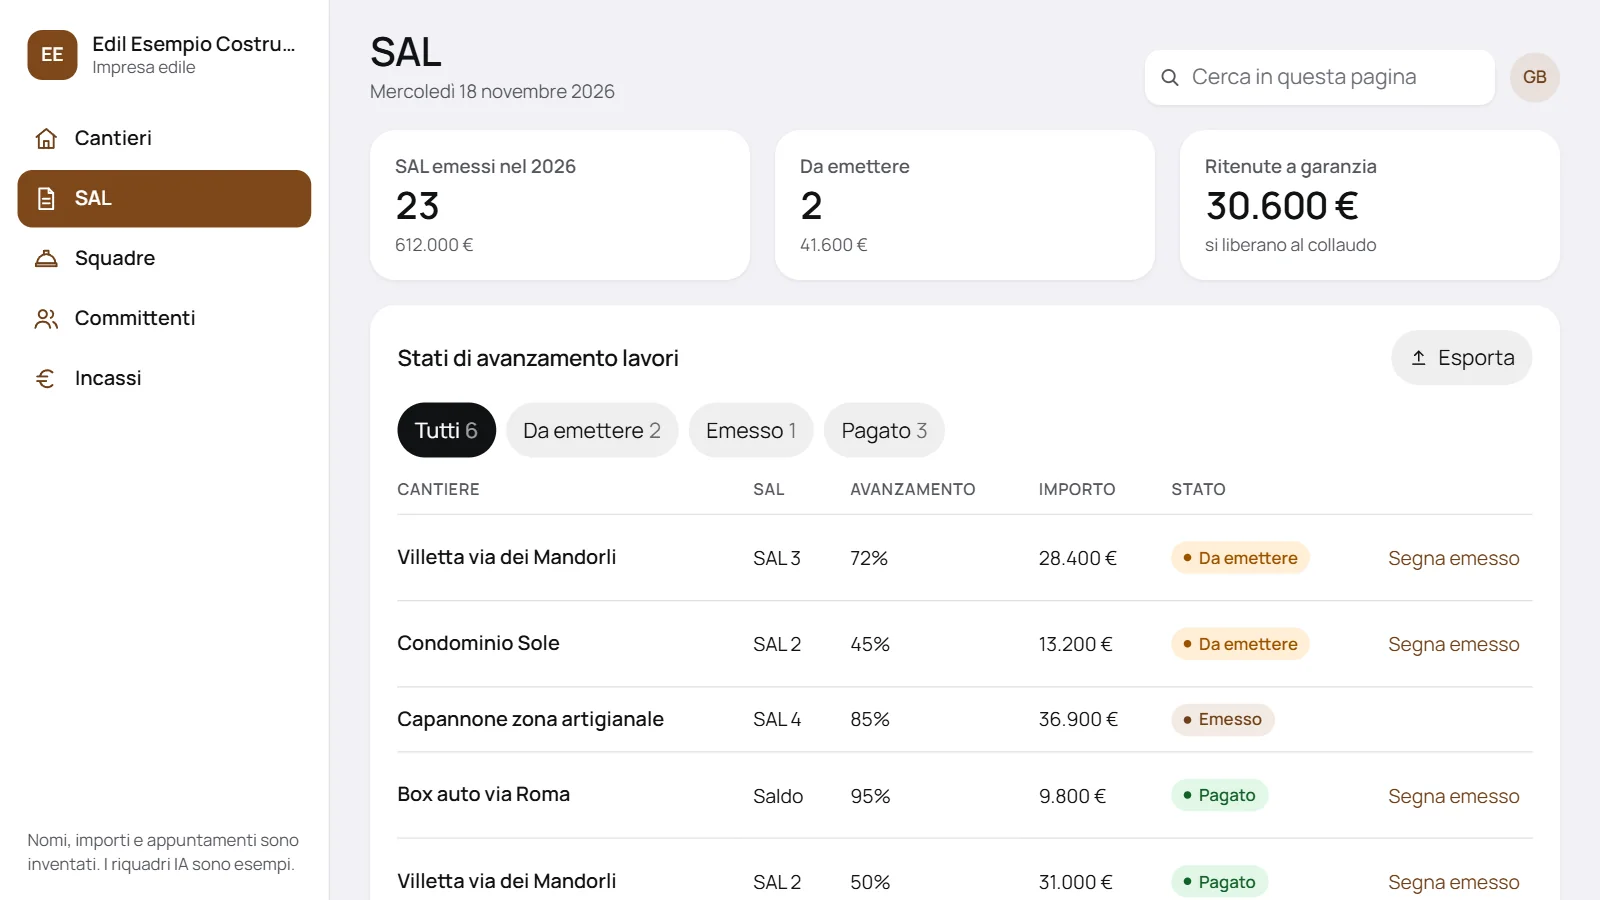 EE
Edil Esempio Costru...
Impresa edile
Cantieri
SAL
Squadre
Committenti
Incassi
Nomi, importi e appuntamenti sono
inventati. I riquadri IA sono esempi.
SAL
Mercoledì 18 novembre 2026
Cerca in questa pagina
GB
SAL emessi nel 2026
23
612.000 €
Da emettere
2
41.600 €
Ritenute a garanzia
30.600 €
si liberano al collaudo
Stati di avanzamento lavori
Esporta
Tutti 6
Da emettere 2
Emesso 1
Pagato 3
CANTIERE SAL AVANZAMENTO IMPORTO STATO
Villetta via dei Mandorli SAL 3 72% 28.400 € Da emettere Segna emesso
Condominio Sole SAL 2 45% 13.200 € Da emettere Segna emesso
Capannone zona artigianale SAL 4 85% 36.900 € Emesso
Box auto via Roma Saldo 95% 9.800 € Pagato Segna emesso
Villetta via dei Mandorli SAL 2 50% 31.000 € Pagato Segna emesso